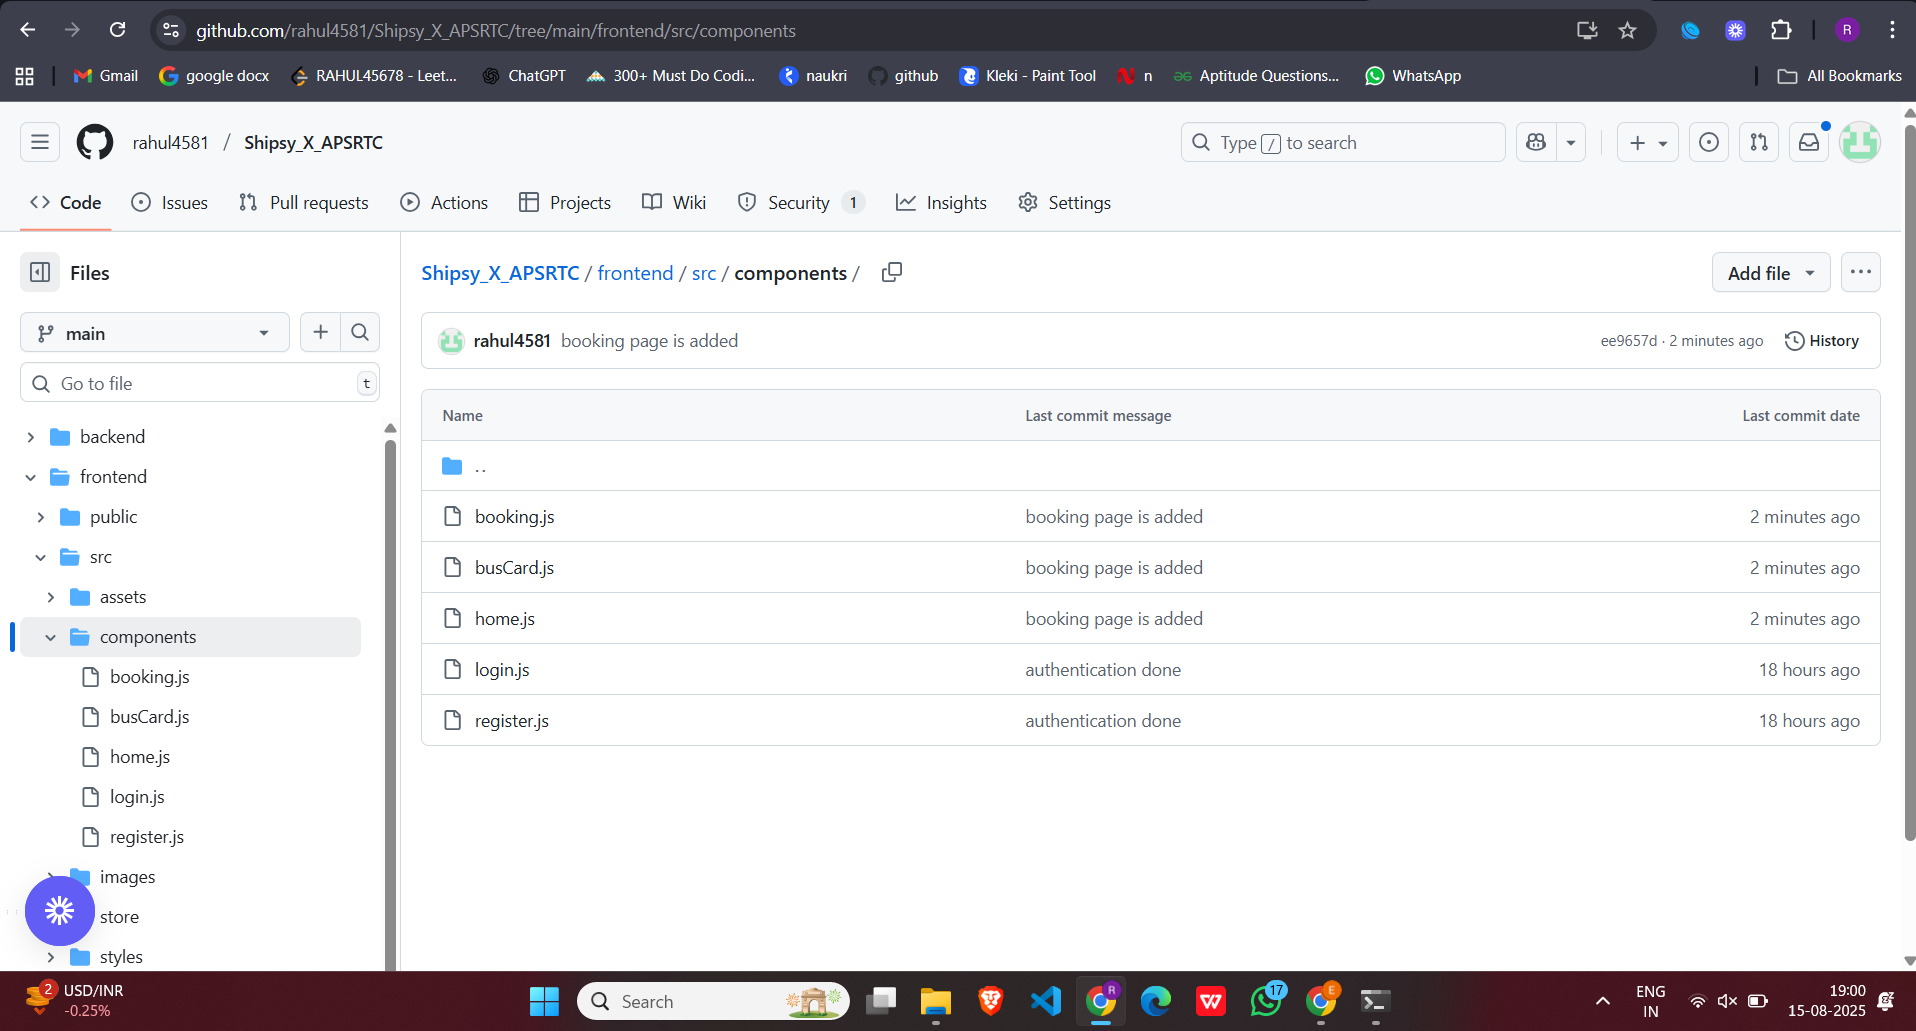 github.com/rahul4581/Shipsy_X_APSRTC/tree/main/frontend/src/components
R
Gmail
google docx
RAHUL45678 - Leet...
ChatGPT
300+ Must Do Codi...
naukri
github
Kleki - Paint Tool
n
Aptitude Questions...
WhatsApp
All Bookmarks
rahul4581 / Shipsy_X_APSRTC
Type / to search
Code
Issues
Pull requests
Actions
Projects
Wiki
Security 1
Insights
Settings
Files
main
Go to file t
backend
frontend
public
src
assets
components
booking.js
busCard.js
home.js
login.js
register.js
images
store
styles
Shipsy_X_APSRTC / frontend / src / components /
Add file
rahul4581 booking page is added
ee9657d · 2 minutes ago
History
Name Last commit message Last commit date
..
booking.js booking page is added 2 minutes ago
busCard.js booking page is added 2 minutes ago
home.js booking page is added 2 minutes ago
login.js authentication done 18 hours ago
register.js authentication done 18 hours ago
2
USD/INR
-0.25%
Search
R
W
17
E
ENG
IN
19:00
15-08-2025